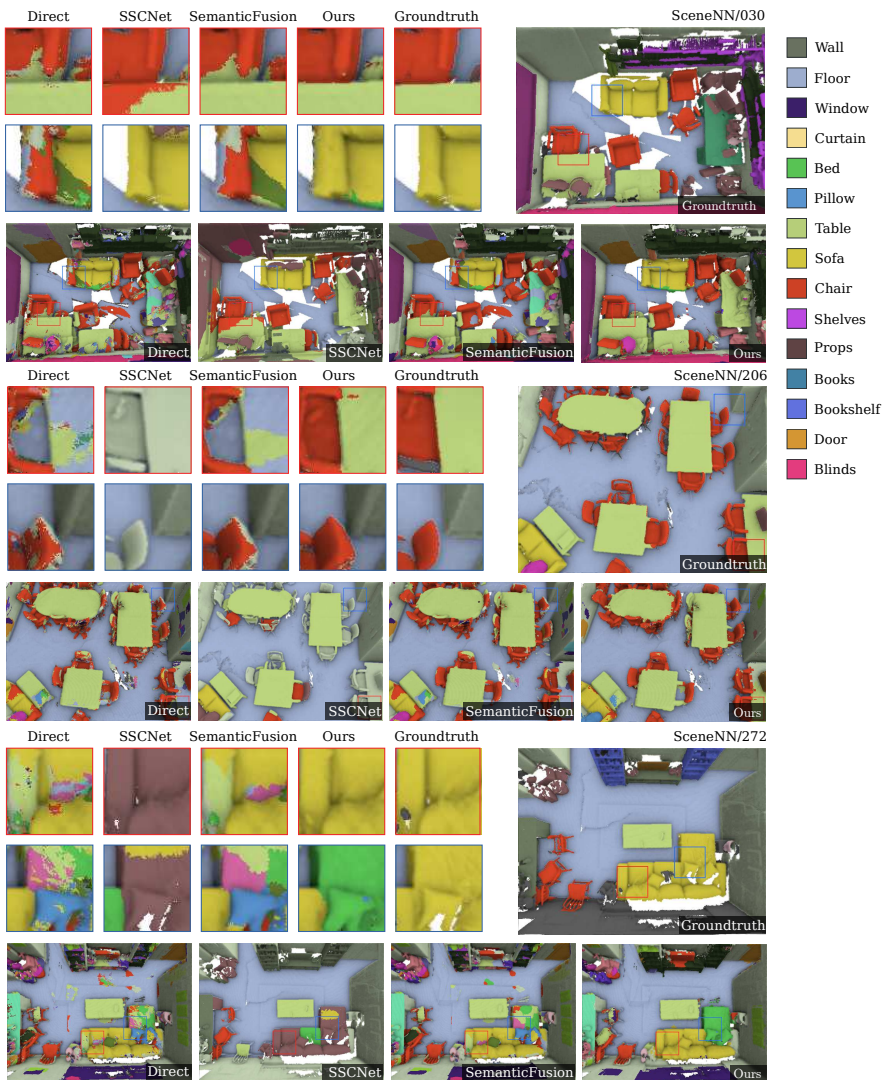 Direct SSCNet SemanticFusion Ours Groundtruth SceneNN/030
Groundtruth
Direct SSCNet SemanticFusion Ours
Direct SSCNet SemanticFusion Ours Groundtruth SceneNN/206
Groundtruth
Direct SSCNet SemanticFusion Ours
Direct SSCNet SemanticFusion Ours Groundtruth SceneNN/272
Groundtruth
Direct SSCNet SemanticFusion Ours
Wall
Floor
Window
Curtain
Bed
Pillow
Table
Sofa
Chair
Shelves
Props
Books
Bookshelf
Door
Blinds